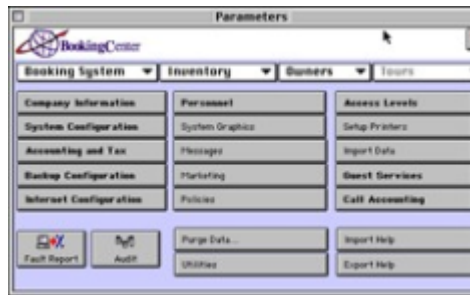 Parameters
BookingCenter
Booking System Inventory Owners Tours
Company Information Personnel Access Levels
System Configuration System Graphics Setup Printers
Accounting and Tax Messages Import Data
Backup Configuration Marketing Guest Services
Internet Configuration Policies Call Accounting
Purge Data... Import Help
Fault Report Audit Utilities Export Help